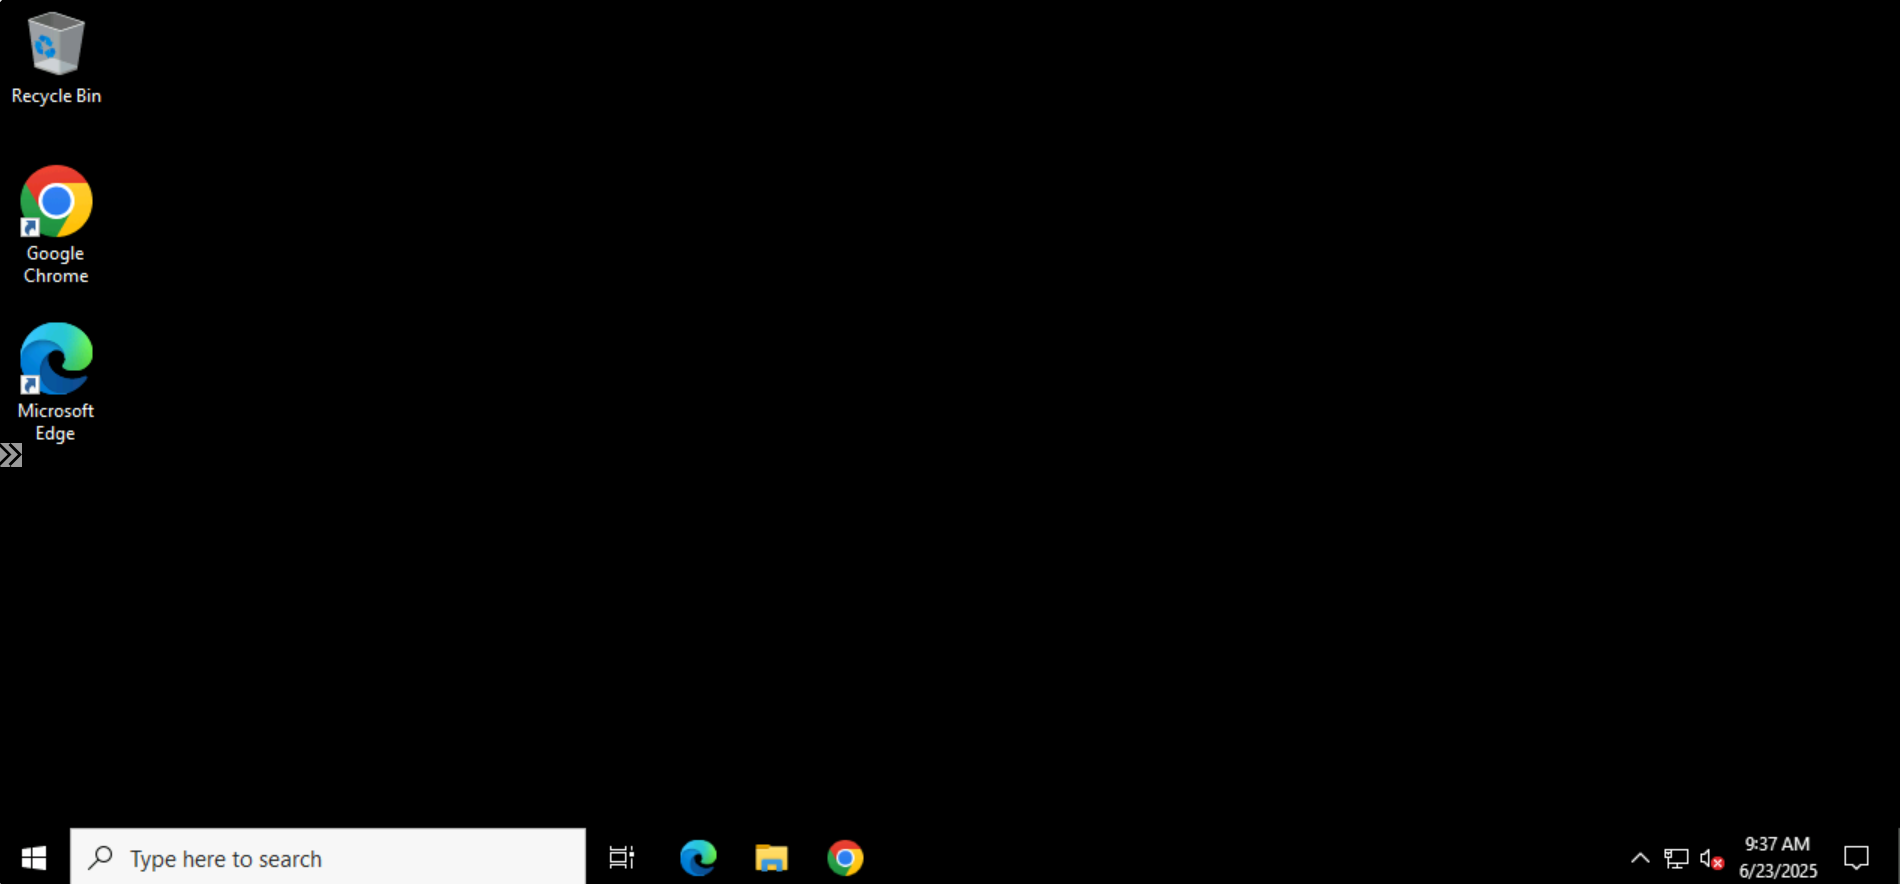 Recycle Bin
Google
Chrome
Microsoft
Edge
Type here to search
9:37 AM
6/23/2025